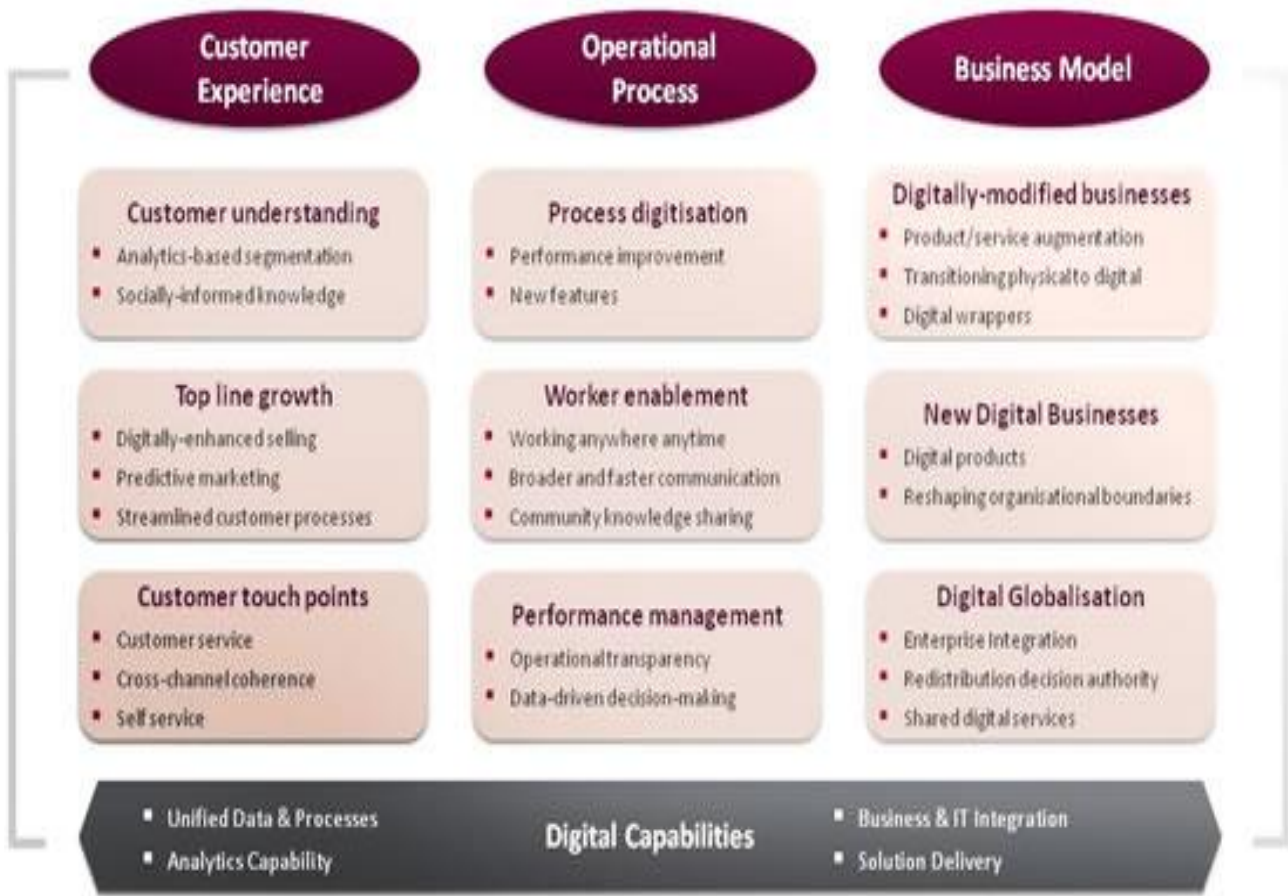 Customer
Experience
Operational
Process
Business Model
Customer understanding
▪ Analytics-based segmentation
▪ Socially-informed knowledge
Process digitisation
▪ Performance improvement
▪ New features
Digitally-modified businesses
▪ Product/service augmentation
▪ Transitioning physical to digital
▪ Digital wrappers
Top line growth
▪ Digitally-enhanced selling
▪ Predictive marketing
▪ Streamlined customer processes
Worker enablement
▪ Working anywhere anytime
▪ Broader and faster communication
▪ Community knowledge sharing
New Digital Businesses
▪ Digital products
▪ Reshaping organisational boundaries
Customer touch points
▪ Customer service
▪ Cross-channel coherence
▪ Self service
Performance management
▪ Operational transparency
▪ Data-driven decision-making
Digital Globalisation
▪ Enterprise Integration
▪ Redistribution decision authority
▪ Shared digital services
▪ Unified Data & Processes
▪ Analytics Capability
Digital Capabilities
▪ Business & IT Integration
▪ Solution Delivery